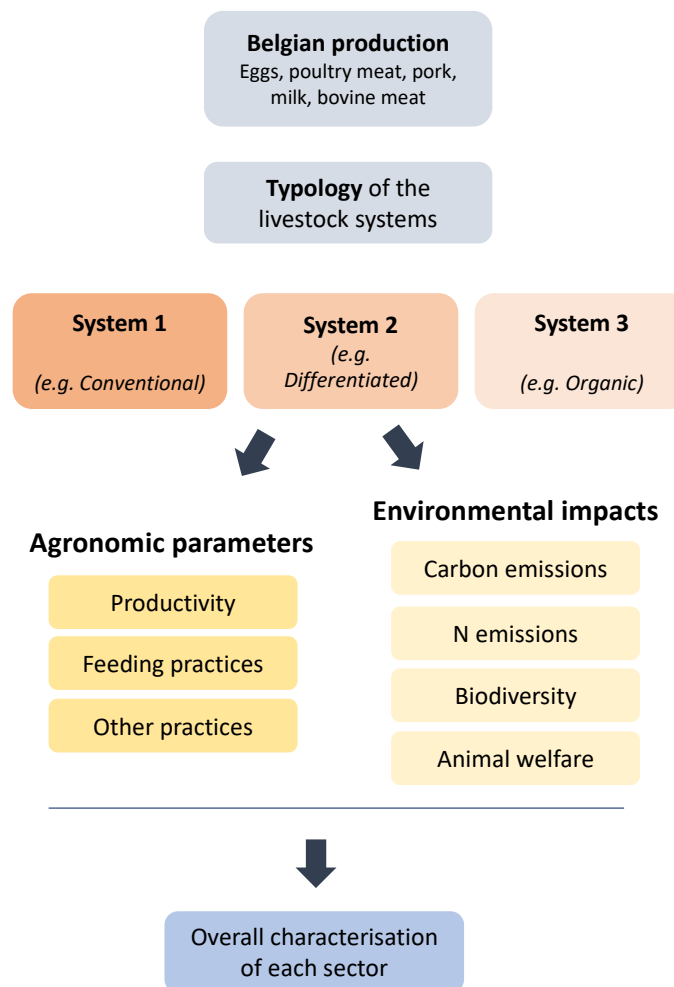 Belgian production
Eggs, poultry meat, pork,
milk, bovine meat
Typology of the
livestock systems
System 1
(e.g. Conventional)
System 2
(e.g.
Differentiated)
System 3
(e.g. Organic)
Agronomic parameters
Productivity
Feeding practices
Other practices
Environmental impacts
Carbon emissions
N emissions
Biodiversity
Animal welfare
Overall characterisation
of each sector